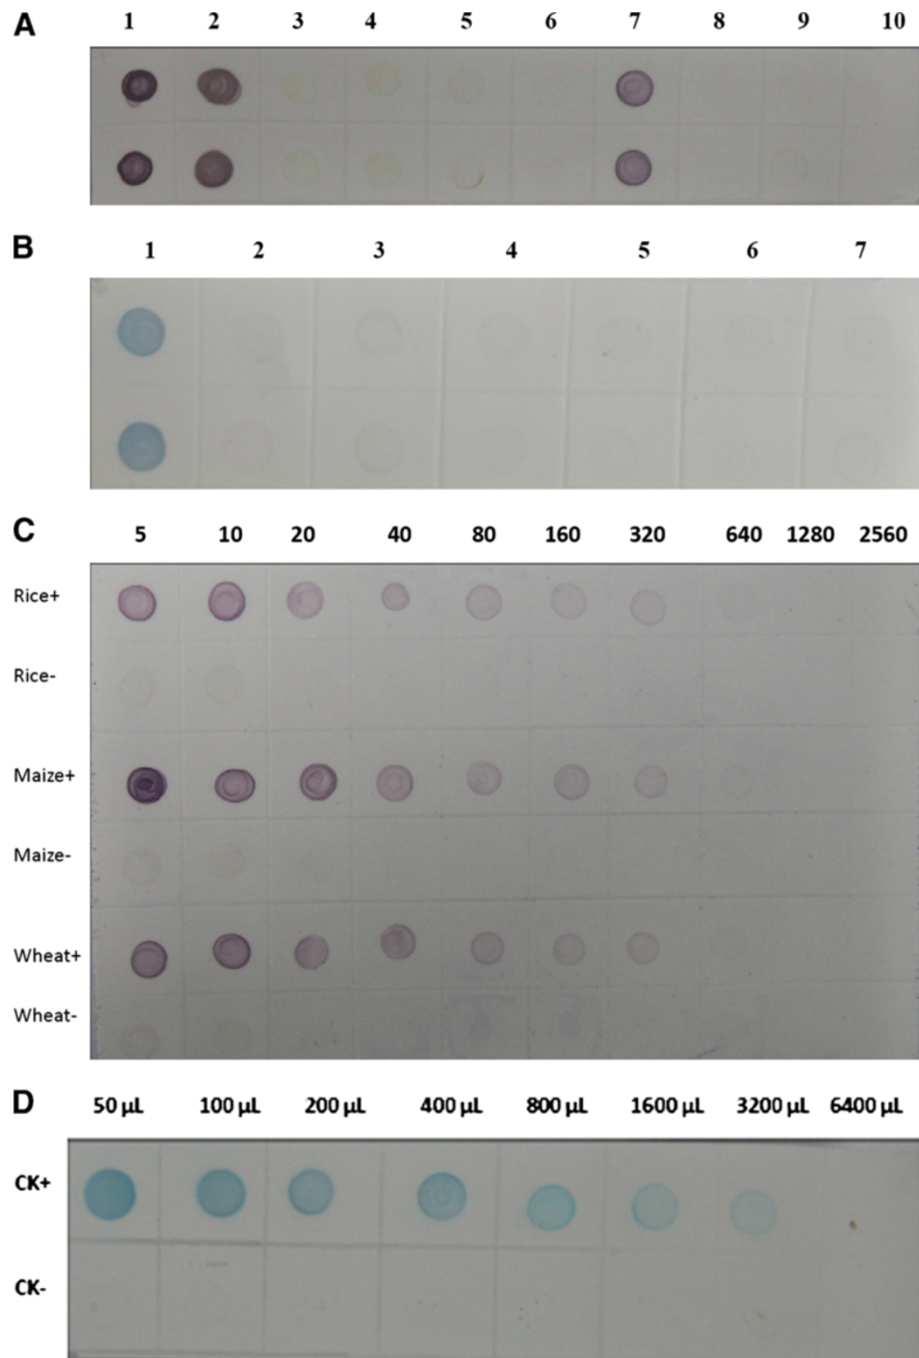 A 1 2 3 4 5 6 7 8 9 10
B 1 2 3 4 5 6 7
C 5 10 20 40 80 160 320 640 1280 2560
Rice+
Rice-
Maize+
Maize-
Wheat+
Wheat-
D 50 µL 100 µL 200 µL 400 µL 800 µL 1600 µL 3200 µL 6400 µL
CK+
CK-